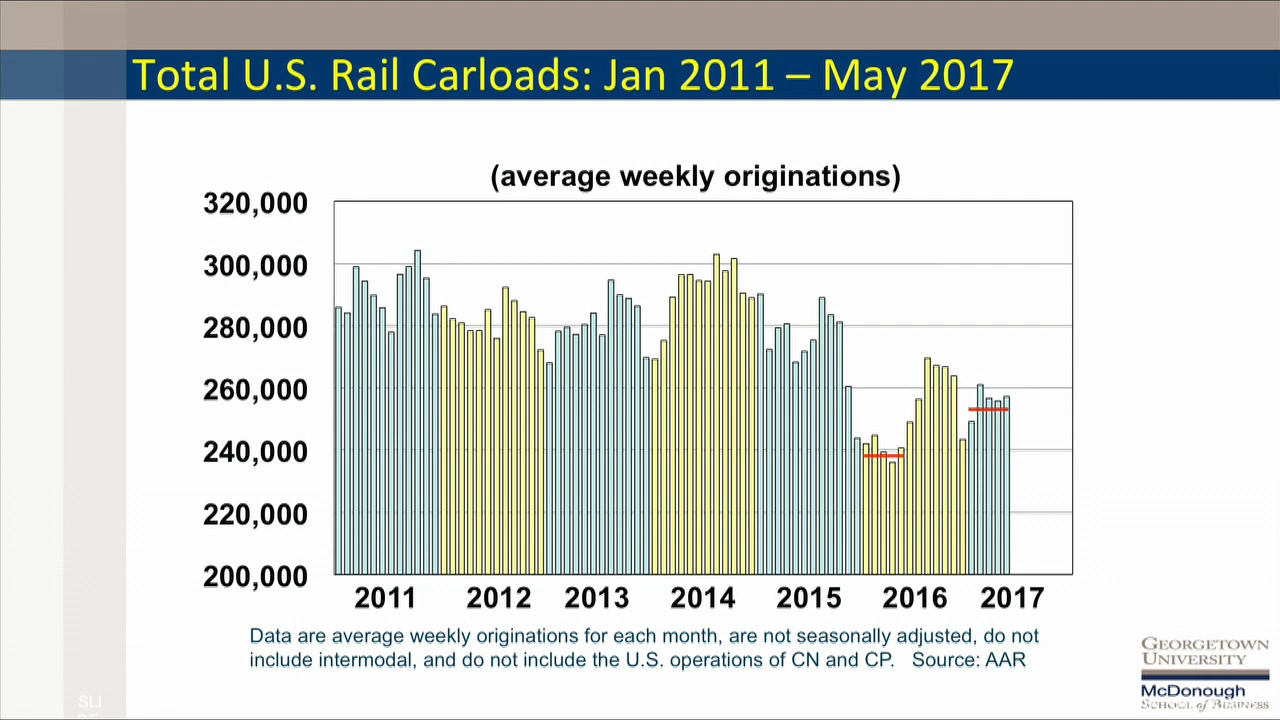 Total U.S. Rail Carloads: Jan 2011 – May 2017
(average weekly originations)
320,000
300,000
280,000
260,000
240,000
220,000
200,000
2011 2012 2013 2014 2015 2016 2017
Data are average weekly originations for each month, are not seasonally adjusted, do not
include intermodal, and do not include the U.S. operations of CN and CP. Source: AAR
GEORGETOWN
UNIVERSITY
McDonough
SCHOOL of BUSINESS
SLI